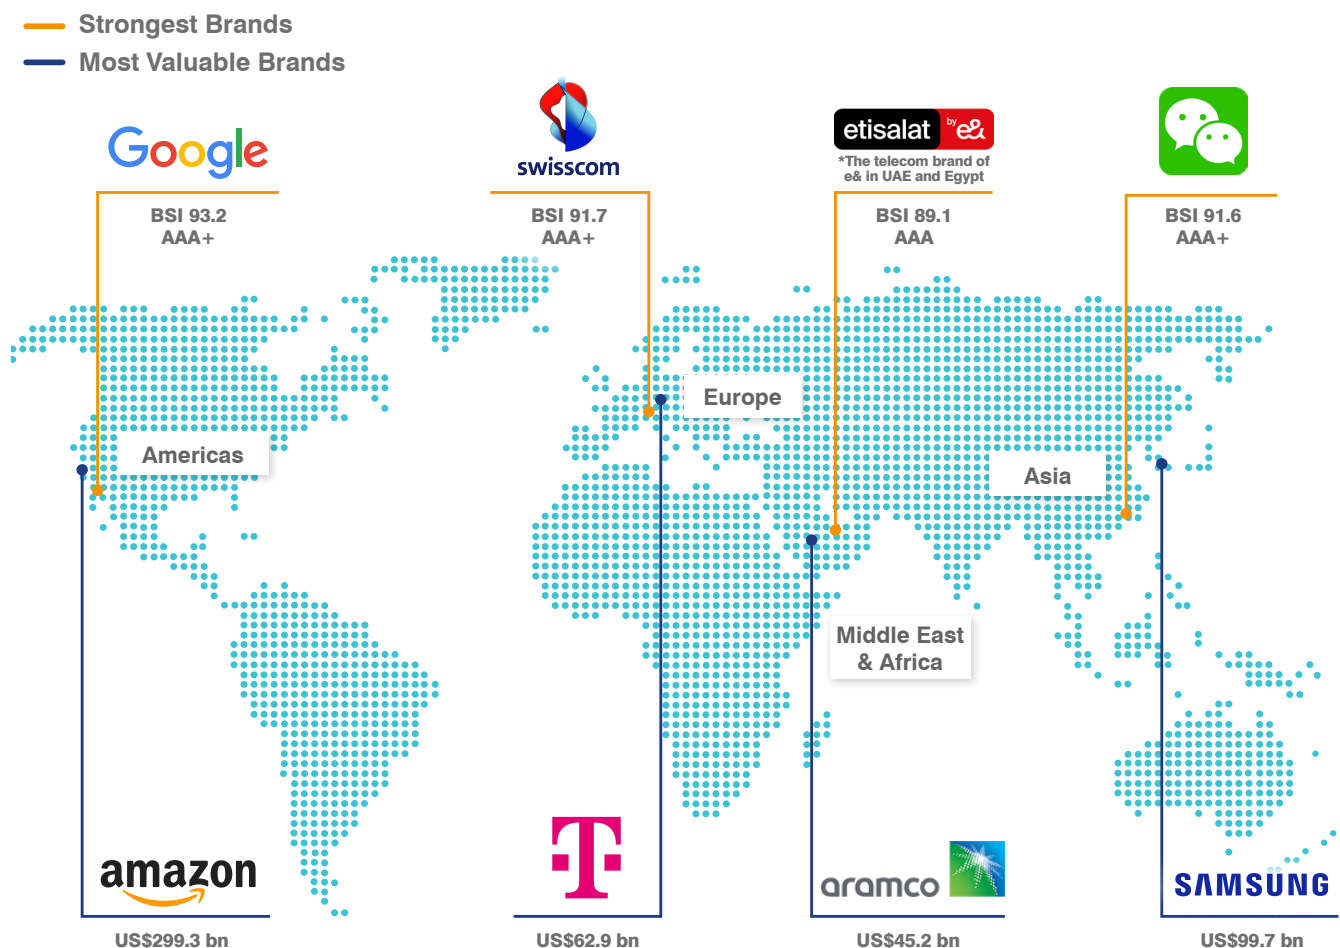 Strongest Brands
Most Valuable Brands
Google
swisscom
etisalat by e&
*The telecom brand of
e& in UAE and Egypt
BSI 93.2
AAA+
BSI 91.7
AAA+
BSI 89.1
AAA
BSI 91.6
AAA+
Europe
Americas
Asia
Middle East
& Africa
amazon
T
aramco
SAMSUNG
US$299.3 bn
US$62.9 bn
US$45.2 bn
US$99.7 bn